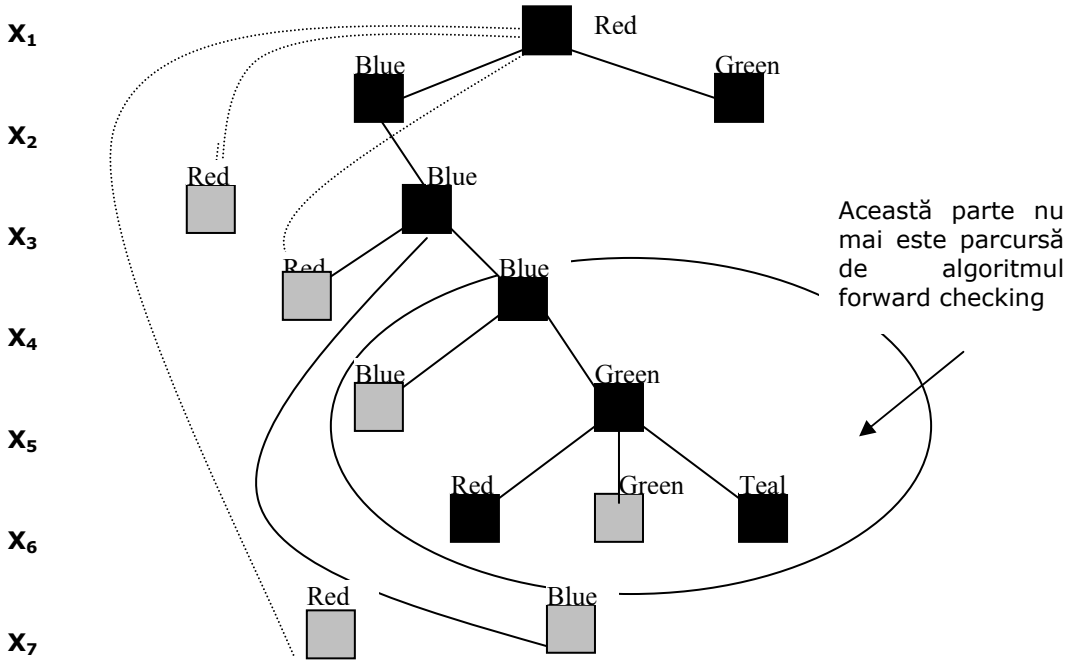 X1
Red
Blue
Green
X2
Red
Blue
Această parte nu
mai este parcursă
de algoritmul
forward checking
X3
Red
Blue
X4
Blue
Green
X5
Red
Green
Teal
X6
Red
Blue
X7